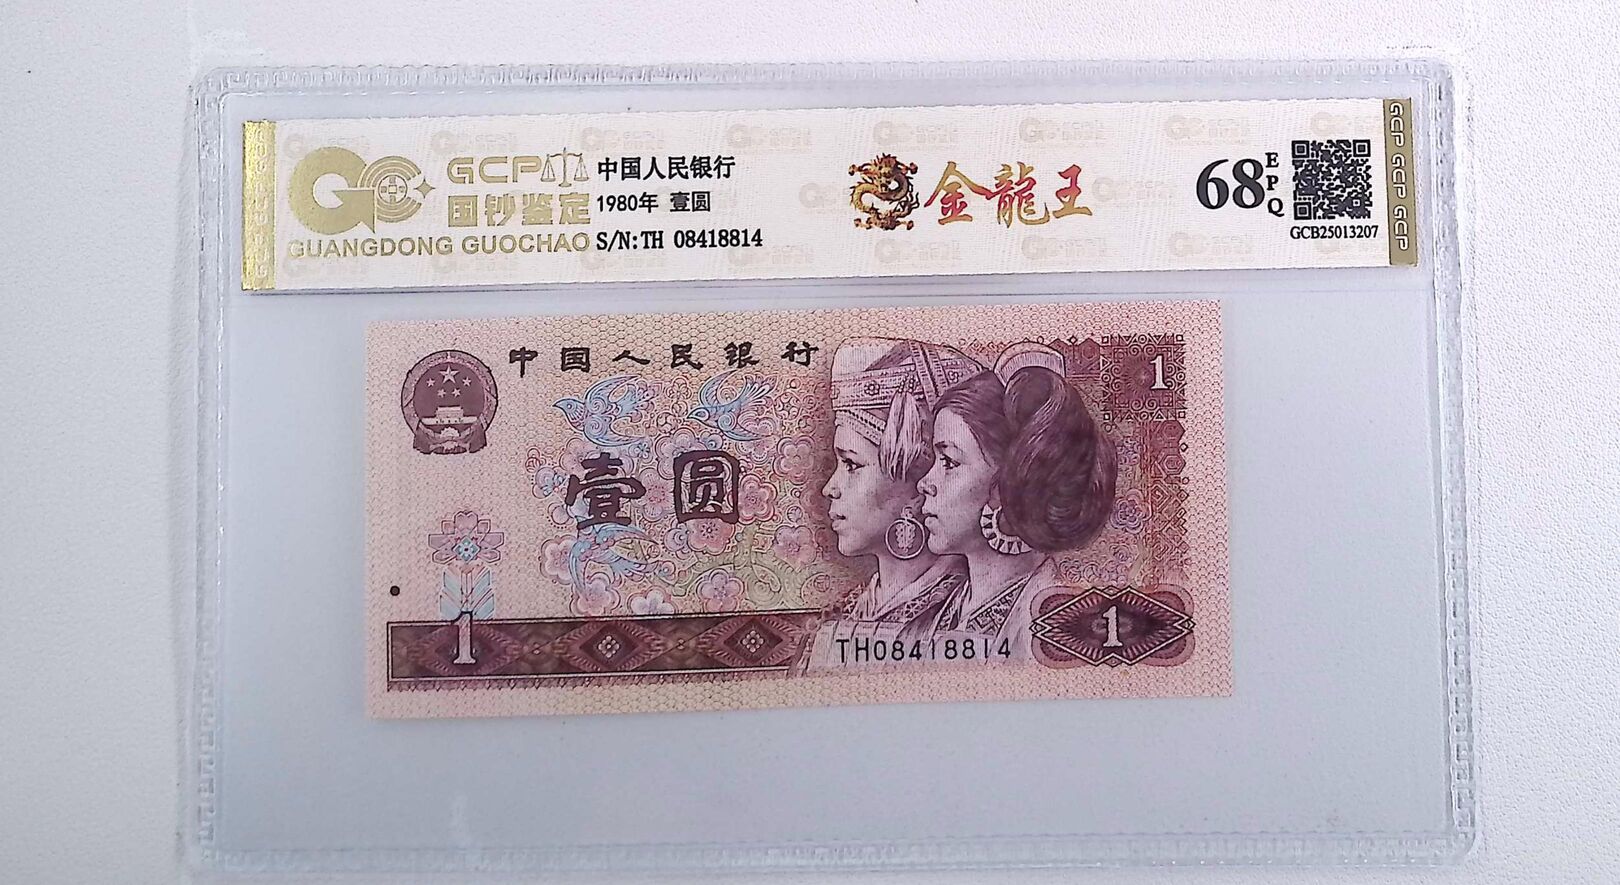 GCP
国钞鉴定
GUANGDONG GUOCHAO
中国人民银行
1980年 壹圆
S/N:TH 08418814
金龍王
68
EPQ
GCB25013207
GCP GCP GCP
中国人民银行
1
壹圆
1
TH08418814
1